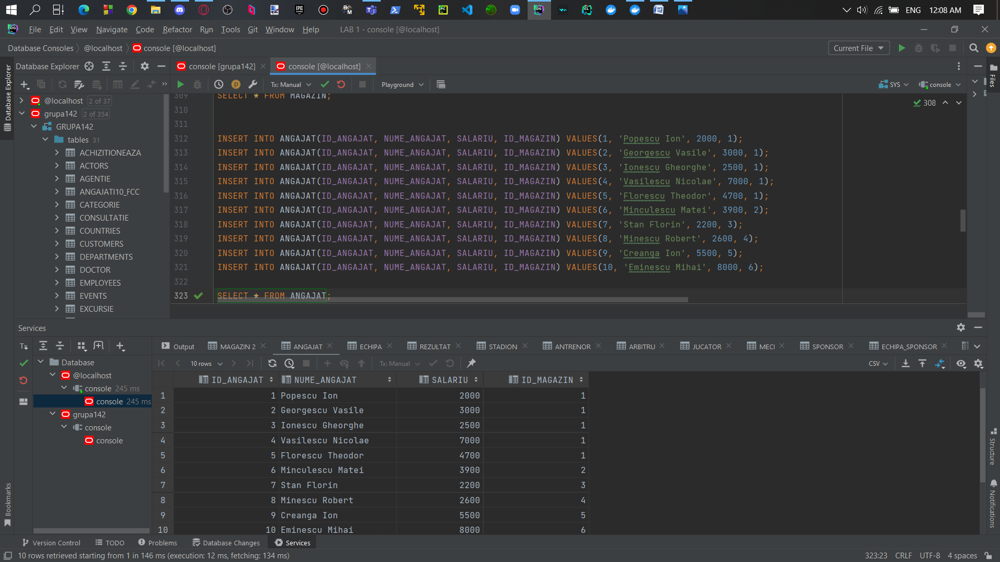 ENG 12:08 AM
File Edit View Navigate Code Refactor Run Tools Git Window Help LAB 1 - console [@localhost]
Database Consoles @localhost console [@localhost] Current File
Database Explorer console [grupa142] console [@localhost]
Tx: Manual Playground SYS console
Database Explorer
Files
@localhost 2 of 37
grupa142 2 of 354
GRUPA142
tables 31
ACHIZITIONEAZA
ACTORS
AGENTIE
ANGAJATI10_FCC
CATEGORIE
CONSULTATIE
COUNTRIES
CUSTOMERS
DEPARTMENTS
DOCTOR
EMPLOYEES
EVENTS
EXCURSIE
308
309 SELECT * FROM MAGAZIN;
310
311
312 INSERT INTO ANGAJAT(ID_ANGAJAT, NUME_ANGAJAT, SALARIU, ID_MAGAZIN) VALUES(1, 'Popescu Ion', 2000, 1);
313 INSERT INTO ANGAJAT(ID_ANGAJAT, NUME_ANGAJAT, SALARIU, ID_MAGAZIN) VALUES(2, 'Georgescu Vasile', 3000, 1);
314 INSERT INTO ANGAJAT(ID_ANGAJAT, NUME_ANGAJAT, SALARIU, ID_MAGAZIN) VALUES(3, 'Ionescu Gheorghe', 2500, 1);
315 INSERT INTO ANGAJAT(ID_ANGAJAT, NUME_ANGAJAT, SALARIU, ID_MAGAZIN) VALUES(4, 'Vasilescu Nicolae', 7000, 1);
316 INSERT INTO ANGAJAT(ID_ANGAJAT, NUME_ANGAJAT, SALARIU, ID_MAGAZIN) VALUES(5, 'Florescu Theodor', 4700, 1);
317 INSERT INTO ANGAJAT(ID_ANGAJAT, NUME_ANGAJAT, SALARIU, ID_MAGAZIN) VALUES(6, 'Minculescu Matei', 3900, 2);
318 INSERT INTO ANGAJAT(ID_ANGAJAT, NUME_ANGAJAT, SALARIU, ID_MAGAZIN) VALUES(7, 'Stan Florin', 2200, 3);
319 INSERT INTO ANGAJAT(ID_ANGAJAT, NUME_ANGAJAT, SALARIU, ID_MAGAZIN) VALUES(8, 'Minescu Robert', 2600, 4);
320 INSERT INTO ANGAJAT(ID_ANGAJAT, NUME_ANGAJAT, SALARIU, ID_MAGAZIN) VALUES(9, 'Creanga Ion', 5500, 5);
321 INSERT INTO ANGAJAT(ID_ANGAJAT, NUME_ANGAJAT, SALARIU, ID_MAGAZIN) VALUES(10, 'Eminescu Mihai', 8000, 6);
322
323 SELECT * FROM ANGAJAT;
Services
Tx
Output MAGAZIN 2 ANGAJAT ECHIPA REZULTAT STADION ANTRENOR ARBITRU JUCATOR MECI SPONSOR ECHIPA_SPONSOR
10 rows Tx: Manual CSV
Database
@localhost
console 245 ms
console 245 ms
grupa142
console
console
ID_ANGAJAT NUME_ANGAJAT SALARIU ID_MAGAZIN
1 1 Popescu Ion 2000 1
2 2 Georgescu Vasile 3000 1
3 3 Ionescu Gheorghe 2500 1
4 4 Vasilescu Nicolae 7000 1
5 5 Florescu Theodor 4700 1
6 6 Minculescu Matei 3900 2
7 7 Stan Florin 2200 3
8 8 Minescu Robert 2600 4
9 9 Creanga Ion 5500 5
10 10 Eminescu Mihai 8000 6
Bookmarks
Structure
Notifications
Version Control TODO Problems Database Changes Services
10 rows retrieved starting from 1 in 146 ms (execution: 12 ms, fetching: 134 ms) 323:23 CRLF UTF-8 4 spaces